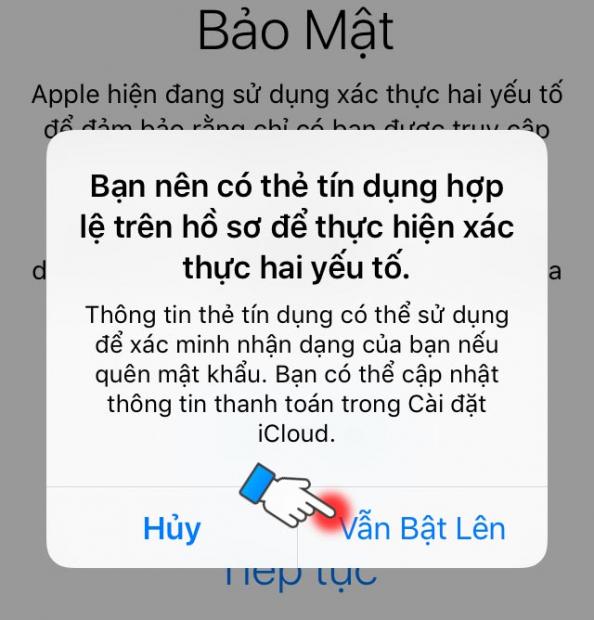 Bảo Mật
Apple hiện đang sử dụng xác thực hai yếu tố
để đảm bảo rằng chỉ có bạn được truy cập
Bạn nên có thẻ tín dụng hợp
lệ trên hồ sơ để thực hiện xác
thực hai yếu tố.
Thông tin thẻ tín dụng có thể sử dụng
để xác minh nhận dạng của bạn nếu
quên mật khẩu. Bạn có thể cập nhật
thông tin thanh toán trong Cài đặt
iCloud.
Hủy Vẫn Bật Lên
Tiếp tục